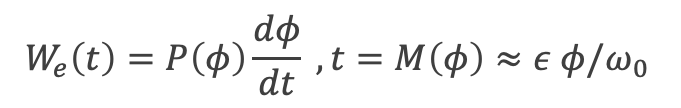 W_e(t) = P(ϕ) dϕ/dt , t = M(ϕ) ≈ ϵ ϕ/ω_0